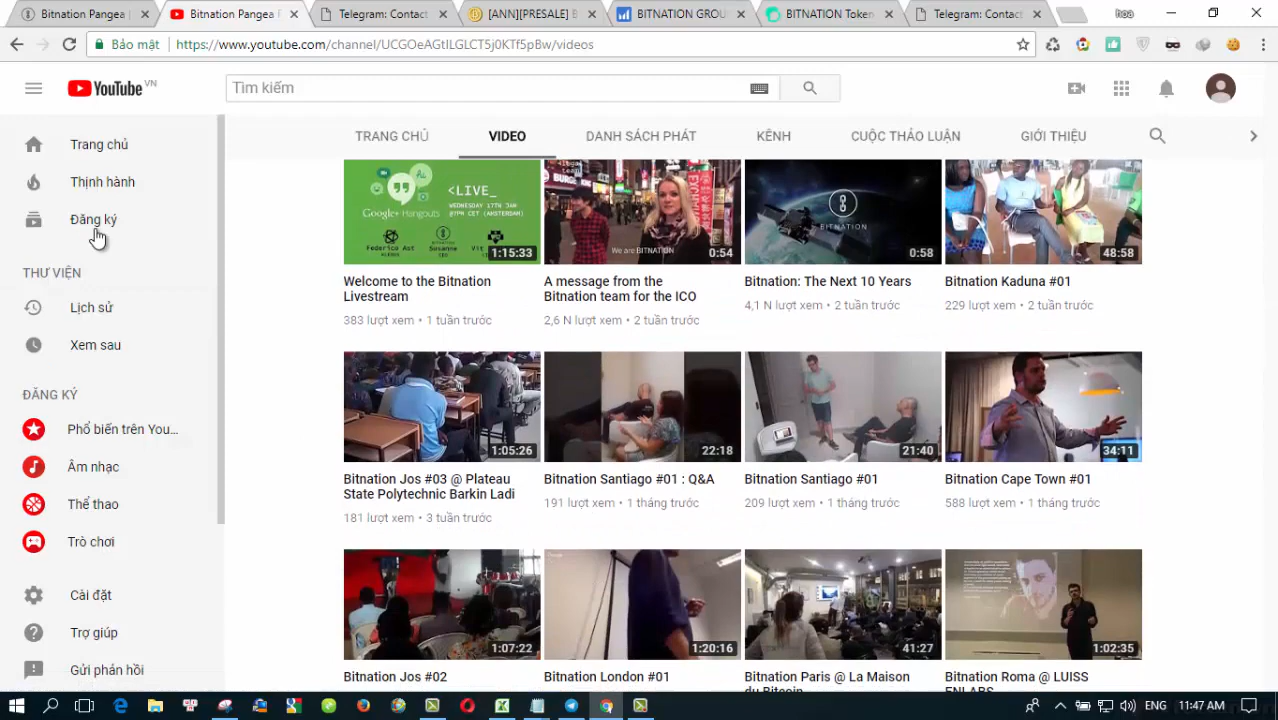 Bitnation Pangea |
Bitnation Pangea
Telegram: Contact
[ANN][PRESALE] B
BITNATION GROU
BITNATION Token
Telegram: Contact
hoa
Bảo mật
https://www.youtube.com/channel/UCGOeAGtILGLCT5j0KTf5pBw/videos
YouTube VN
Tìm kiếm
Trang chủ
Thịnh hành
Đăng ký
THƯ VIỆN
Lịch sử
Xem sau
ĐĂNG KÝ
Phổ biến trên You...
Âm nhạc
Thể thao
Trò chơi
Cài đặt
Trợ giúp
Gửi phản hồi
TRANG CHỦ
VIDEO
DANH SÁCH PHÁT
KÊNH
CUỘC THẢO LUẬN
GIỚI THIỆU
Google+ Hangouts
<LIVE_
WEDNESDAY 17TH JAN
Federico Ast
Susanne
1:15:33
Welcome to the Bitnation
Livestream
383 lượt xem • 1 tuần trước
We are BITNATION
0:54
A message from the
Bitnation team for the ICO
2,6 N lượt xem • 2 tuần trước
BITNATION
0:58
Bitnation: The Next 10 Years
4,1 N lượt xem • 2 tuần trước
48:58
Bitnation Kaduna #01
229 lượt xem • 2 tuần trước
1:05:26
Bitnation Jos #03 @ Plateau
State Polytechnic Barkin Ladi
181 lượt xem • 3 tuần trước
22:18
Bitnation Santiago #01 : Q&A
191 lượt xem • 1 tháng trước
21:40
Bitnation Santiago #01
209 lượt xem • 1 tháng trước
34:11
Bitnation Cape Town #01
588 lượt xem • 1 tháng trước
1:07:22
Bitnation Jos #02
1:20:16
Bitnation London #01
41:27
Bitnation Paris @ La Maison
du Bitcoin
1:02:35
Bitnation Roma @ LUISS
ENLABS
ENG
11:47 AM